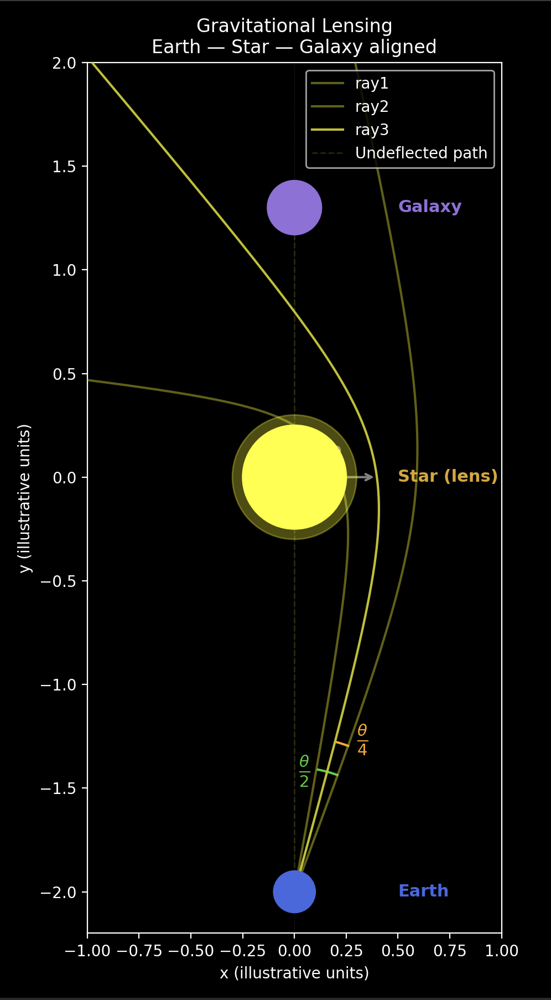 Gravitational Lensing
Earth — Star — Galaxy aligned
2.0
1.5
1.0
0.5
0.0
−0.5
−1.0
−1.5
−2.0
y (illustrative units)
ray1
ray2
ray3
Undeflected path
Galaxy
Star (lens)
θ
4
θ
2
Earth
−1.00 −0.75 −0.50 −0.25 0.00 0.25 0.50 0.75 1.00
x (illustrative units)